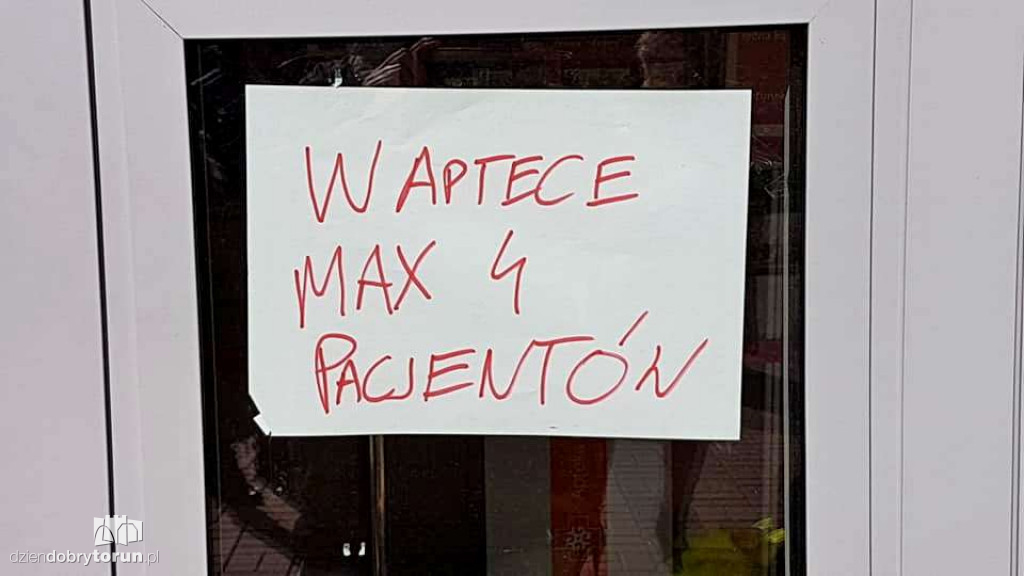 W APTECE
MAX 4
PACJENTÓW
dziendobrytorun.pl